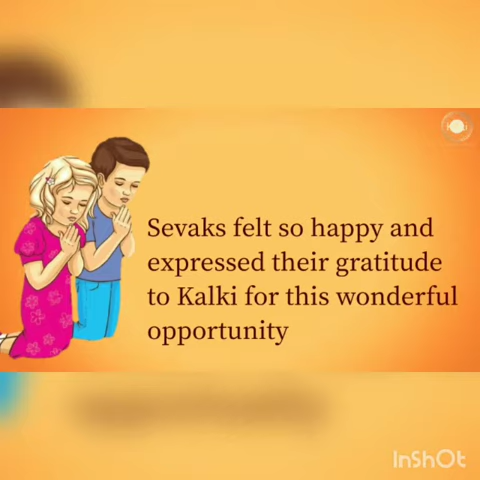 Sevaks felt so happy and
expressed their gratitude
to Kalki for this wonderful
opportunity
InShOt